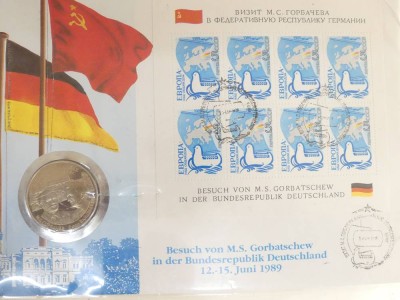 ВИЗИТ М.С. ГОРБАЧЕВА
В ФЕДЕРАТИВНУЮ РЕСПУБЛИКУ ГЕРМАНИИ
ЕВРОПА
ЕВРОПА
ЕВРОПА
ЕВРОПА
ЕВРОПА
ЕВРОПА
ЕВРОПА
ЕВРОПА
BESUCH VON M.S. GORBATSCHEW
IN DER BUNDESREPUBLIK DEUTSCHLAND
Besuch von M.S. Gorbatschew
in der Bundesrepublik Deutschland
12.-15. Juni 1989